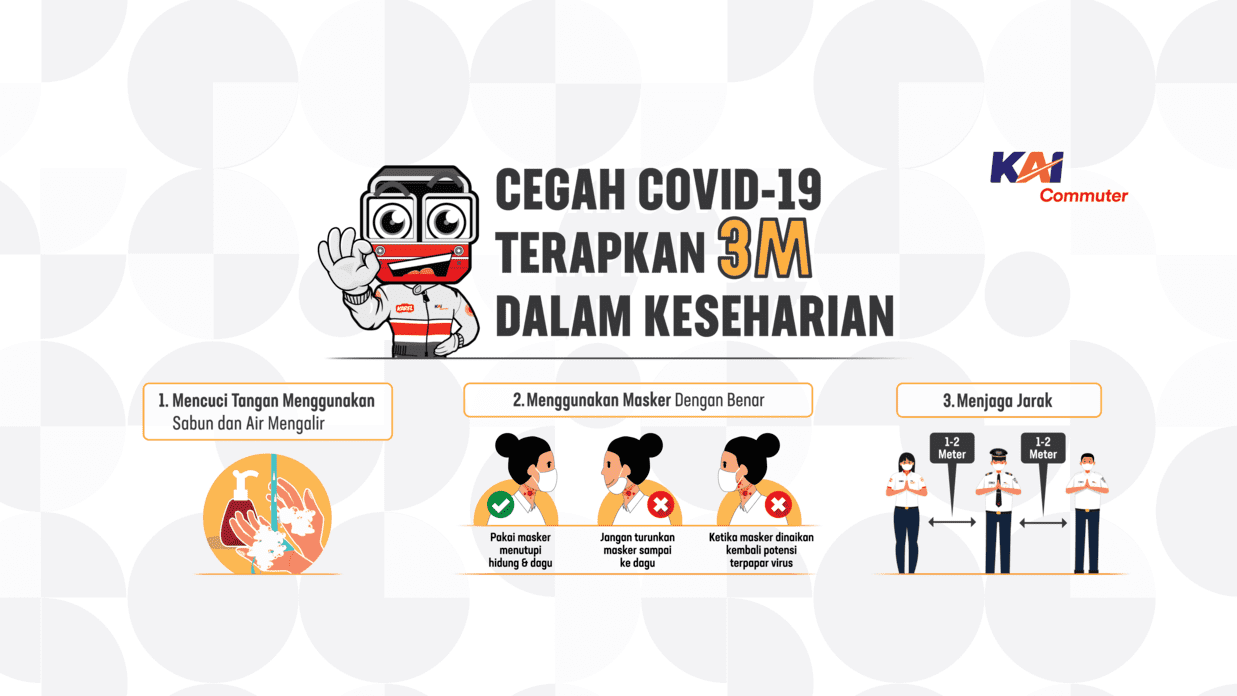 CEGAH COVID-19
TERAPKAN 3M
DALAM KESEHARIAN
KAI
Commuter
1. Mencuci Tangan Menggunakan
Sabun dan Air Mengalir
2. Menggunakan Masker Dengan Benar
Pakai masker
menutupi
hidung & dagu
Jangan turunkan
masker sampai
ke dagu
Ketika masker dinaikan
kembali potensi
terpapar virus
3. Menjaga Jarak
1-2
Meter
1-2
Meter